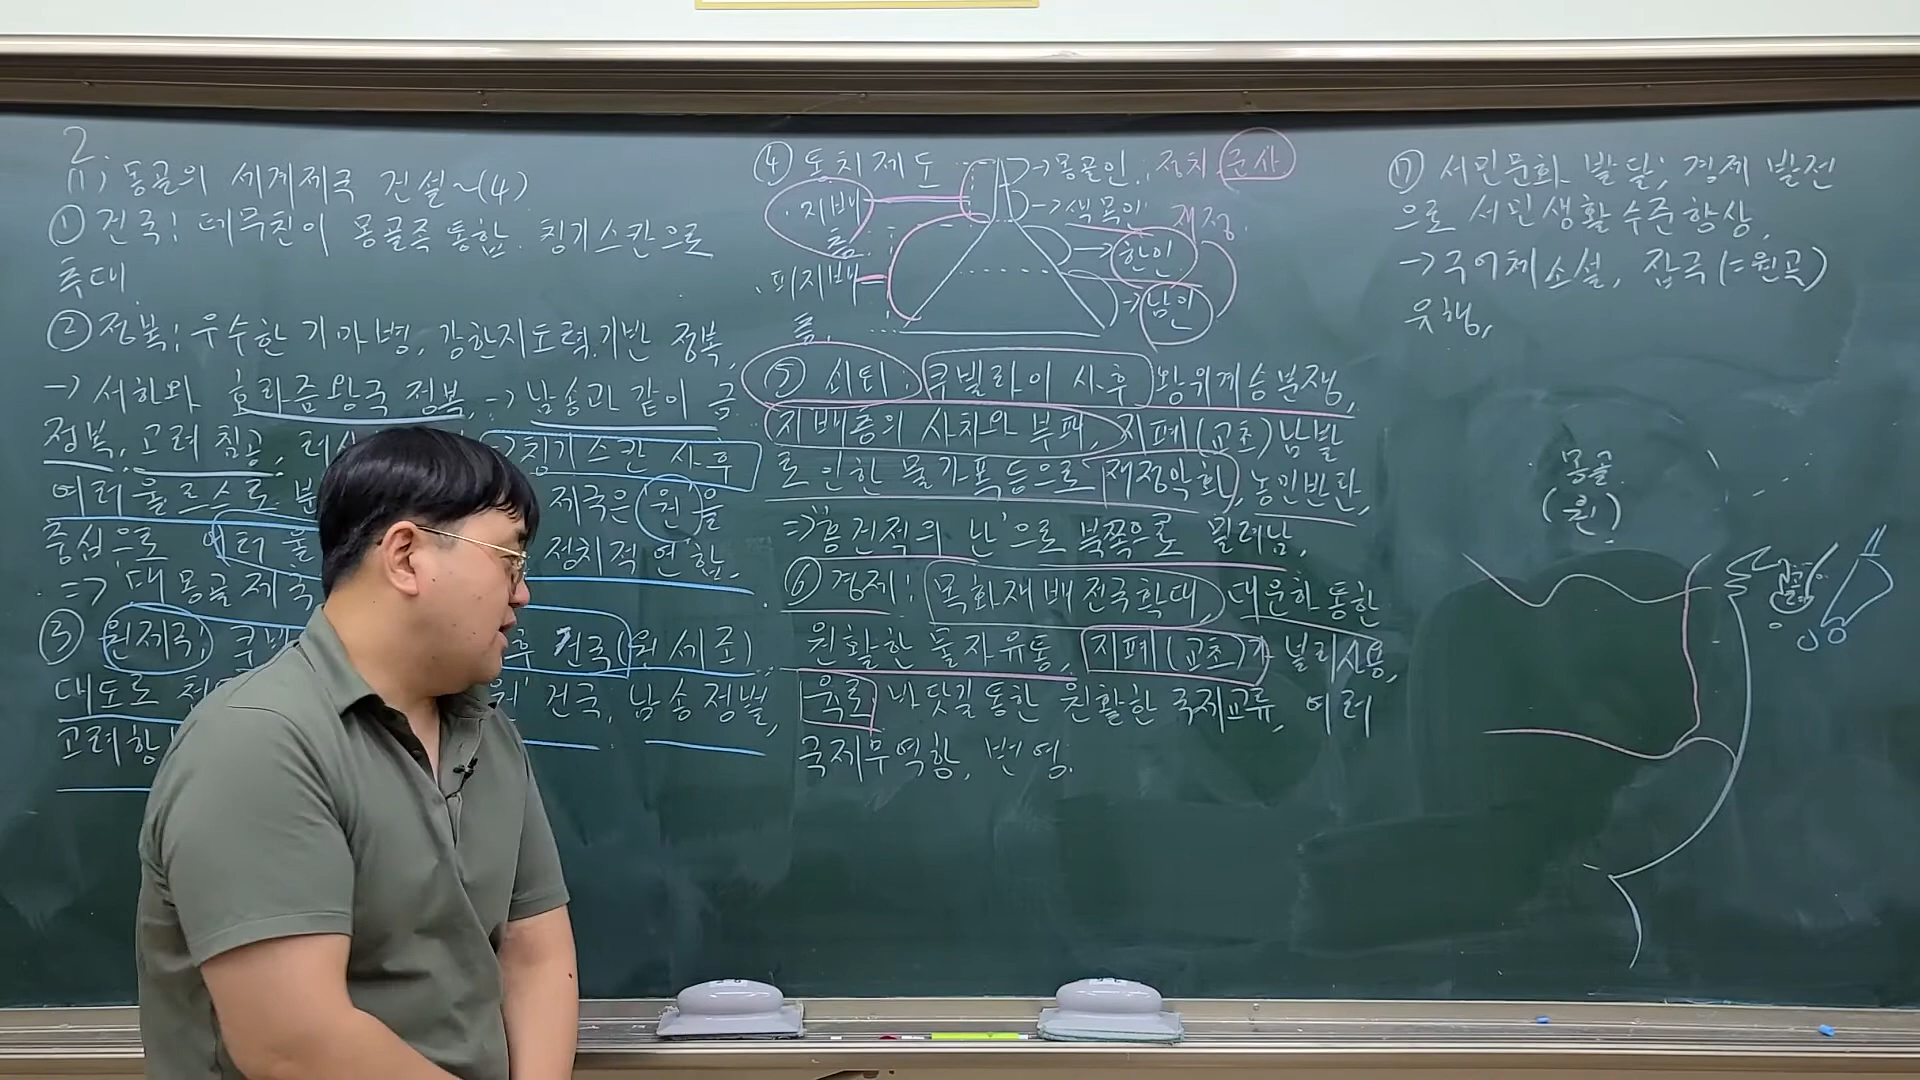 2.
(1) 몽골의 세계제국 건설~(4)
① 건국: 테무친이 몽골족 통합. 칭기스칸으로
추대
② 정복: 우수한 기마병, 강한지도력.기반 정복,
→ 서하와 호라즘왕국 정복, → 남송과 같이 금
정복, 고려 침공, 러시 →칭기스칸 사후
여러 울르스로 분 제국은 '원'을
중심으로 여러 울 정치적 연합,
=> 대 몽골 제국
③ 원제국: 쿠빌 후 건국(원 세조)
대도로 천 원' 건국, 남송 정벌,
고려항
④ 통치제도
→몽골인: 정치 군사
지배
층
→색목인 재정.
→한인
피지배
층.
→남인
⑤ 쇠퇴: 쿠빌라이 사후 왕위계승분쟁,
지배층의 사치와 부패, 지폐(교초)남발
로 인한 물가폭등으로 재정악화, 농민반란,
=>'홍건적의 난'으로 북쪽으로 밀려남,
⑥ 경제: 목화재배전국확대, 대운하통한
원활한 물자유통, 지폐(교초)가 널리사용,
육로 바닷길통한 원활한 국제교류, 여러
국제무역항, 번영.
⑦ 서민문화 발달; 경제 발전
으로 서민생활수준향상,
→구어체소설, 잡극(=원곡)
유행,
몽골
(원)